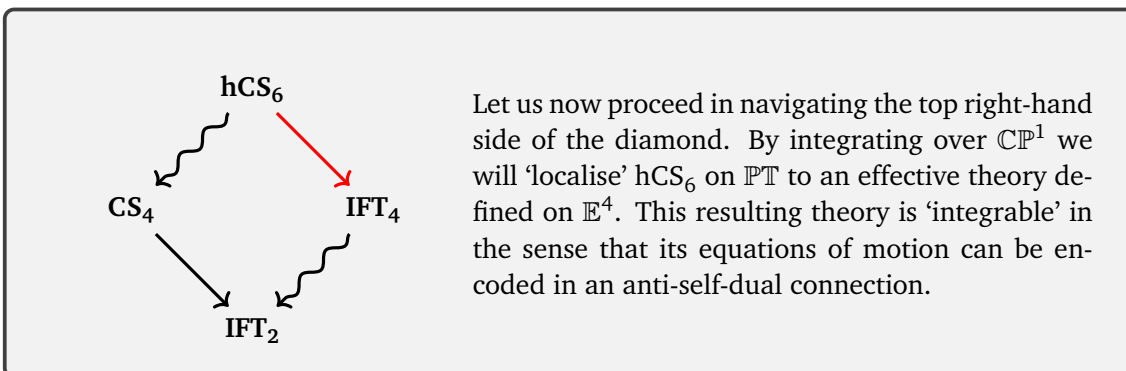 hCS₆
CS₄
IFT₄
IFT₂
Let us now proceed in navigating the top right-hand
side of the diamond. By integrating over ℂℙ¹ we
will ‘localise’ hCS₆ on ℙ𝕋 to an effective theory de-
fined on 𝔼⁴. This resulting theory is ‘integrable’ in
the sense that its equations of motion can be en-
coded in an anti-self-dual connection.